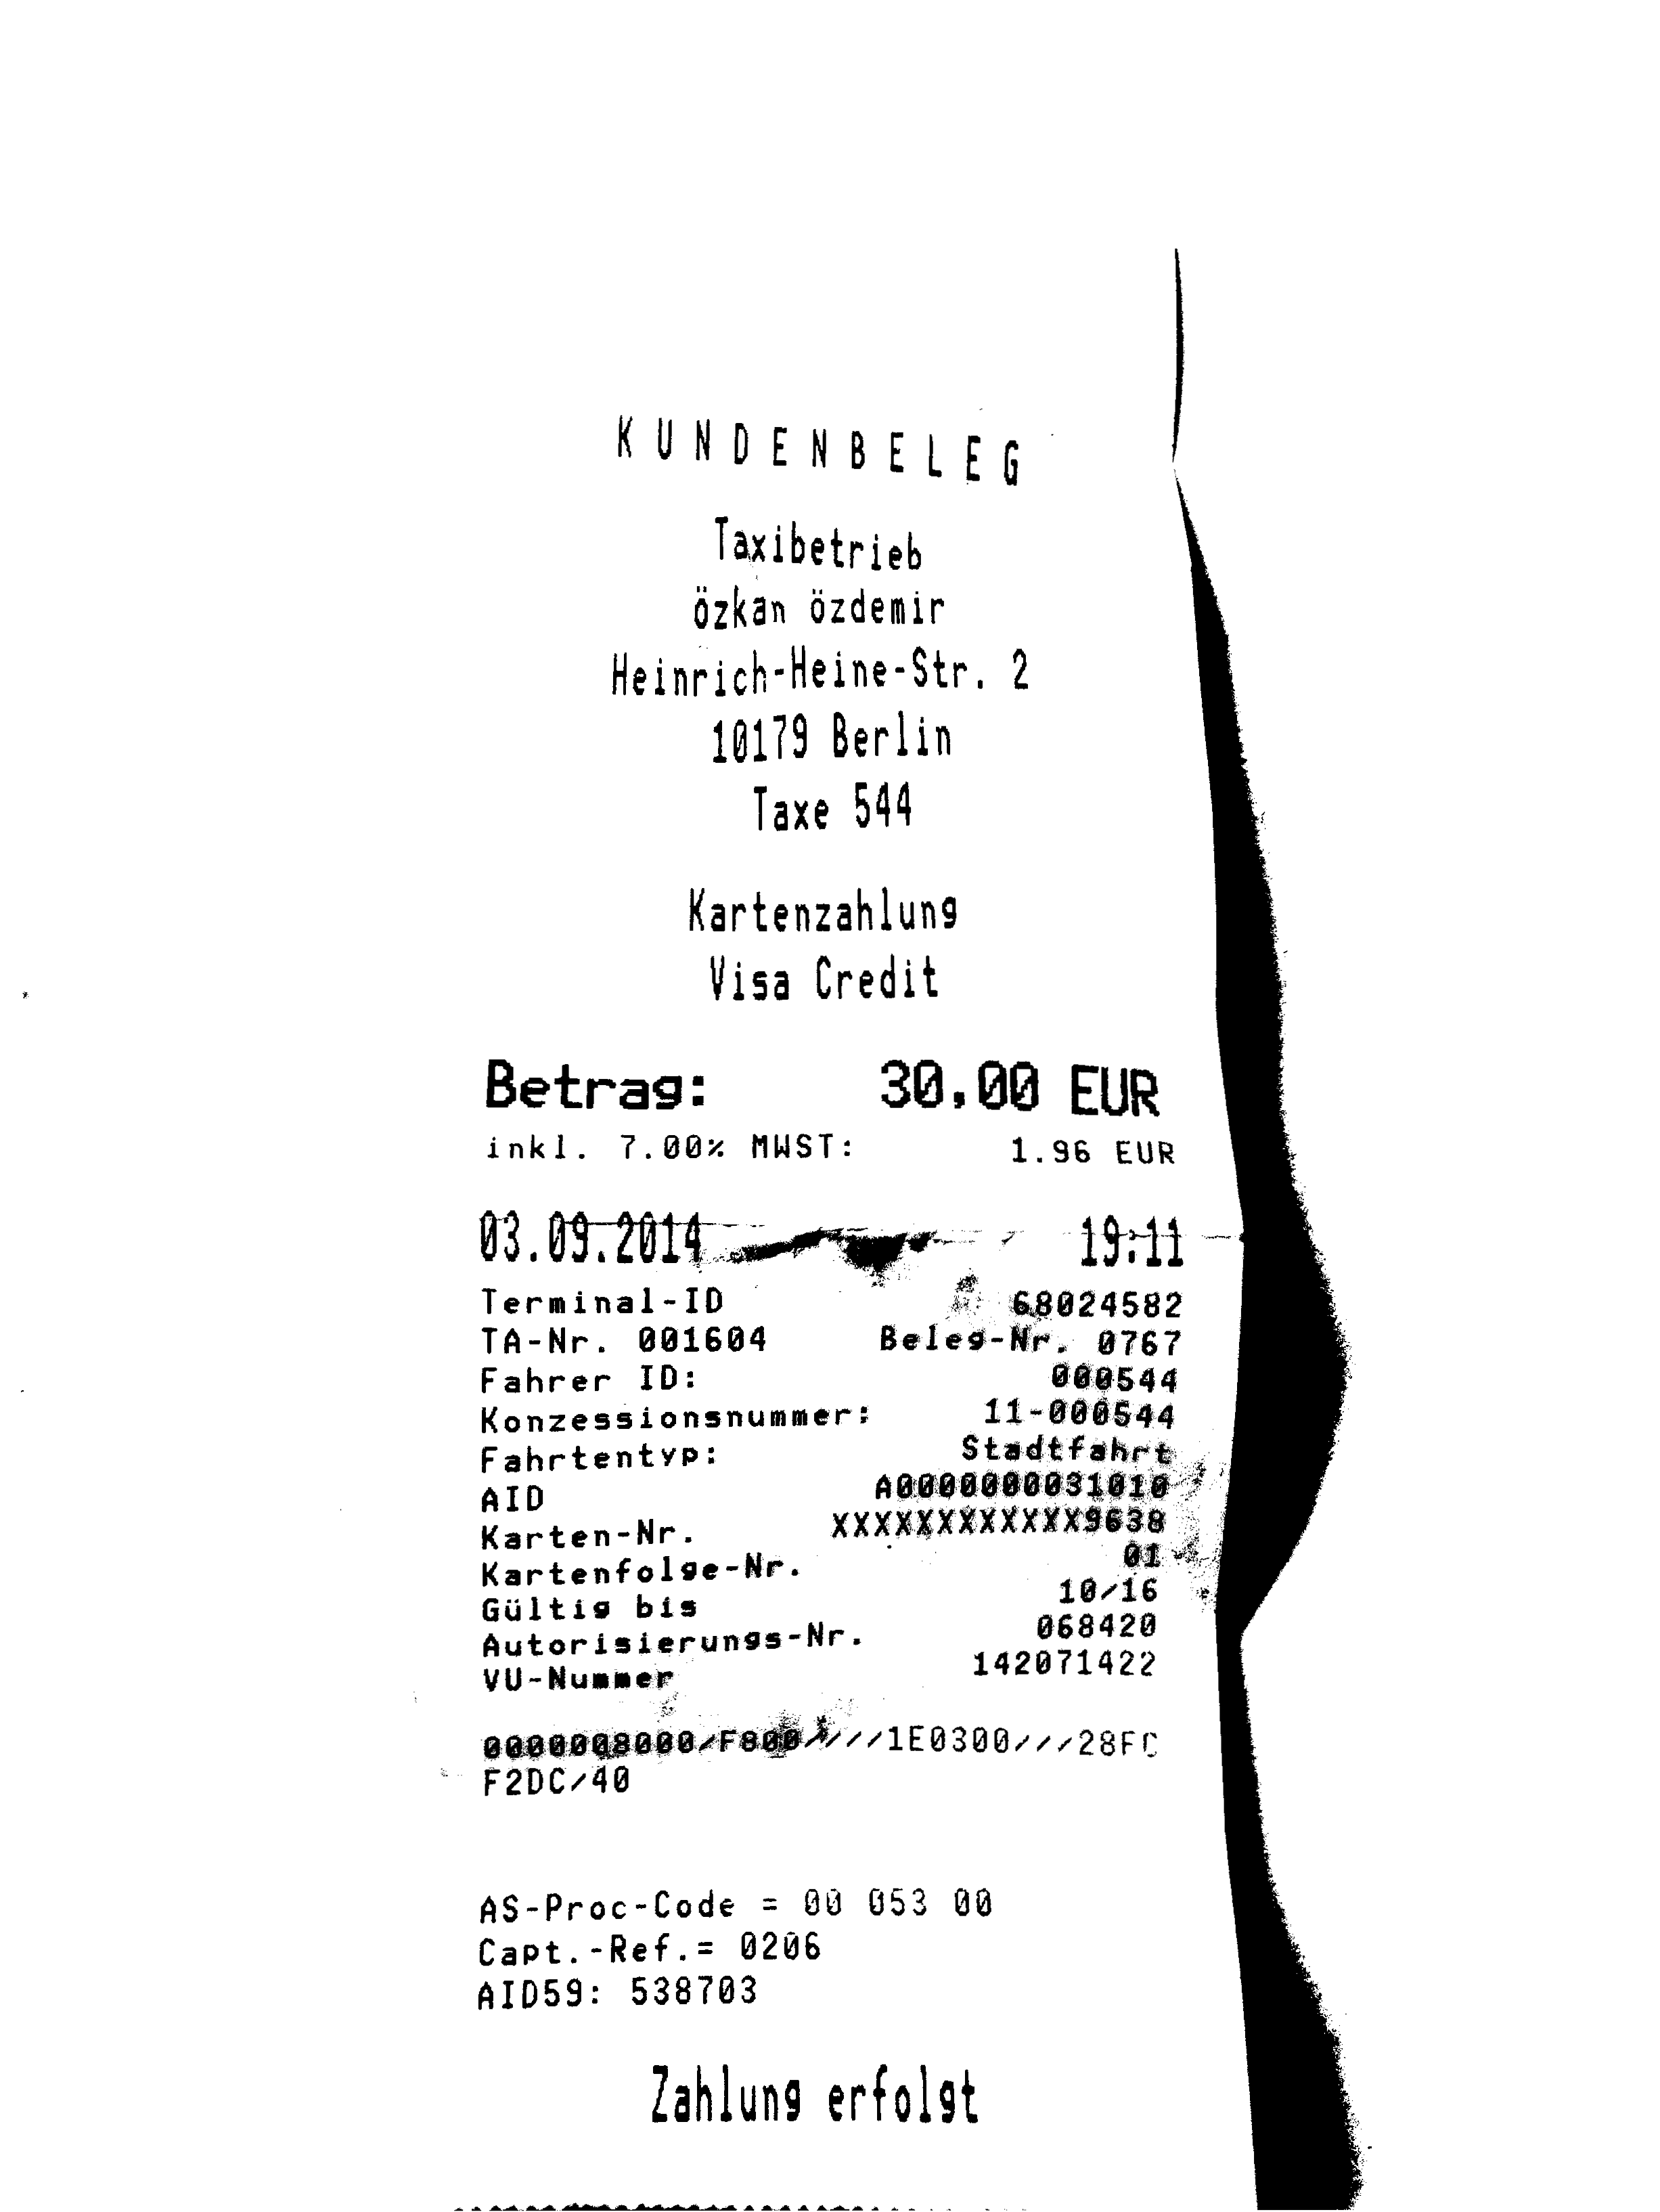 KUNDENBELEG
Taxibetrieb
özkan özdemir
Heinrich-Heine-Str. 2
10179 Berlin
Taxe 544
Kartenzahlung
Visa Credit
Betrag: 30,00 EUR
inkl. 7.00% MWST: 1.96 EUR
03.09.2014 19:11
Terminal-ID 68024582
TA-Nr. 001604 Beleg-Nr. 0767
Fahrer ID: 000544
Konzessionsnummer: 11-000544
Fahrtentyp: Stadtfahrt
AID A0000000031010
Karten-Nr. XXXXXXXXXXXX9638
Kartenfolge-Nr. 01
Gültig bis 10/16
Autorisierungs-Nr. 068420
VU-Nummer 142071422
0000008000/F800////1E0300///28FC
F2DC/40
AS-Proc-Code = 00 053 00
Capt.-Ref.= 0206
AID59: 538703
Zahlung erfolgt